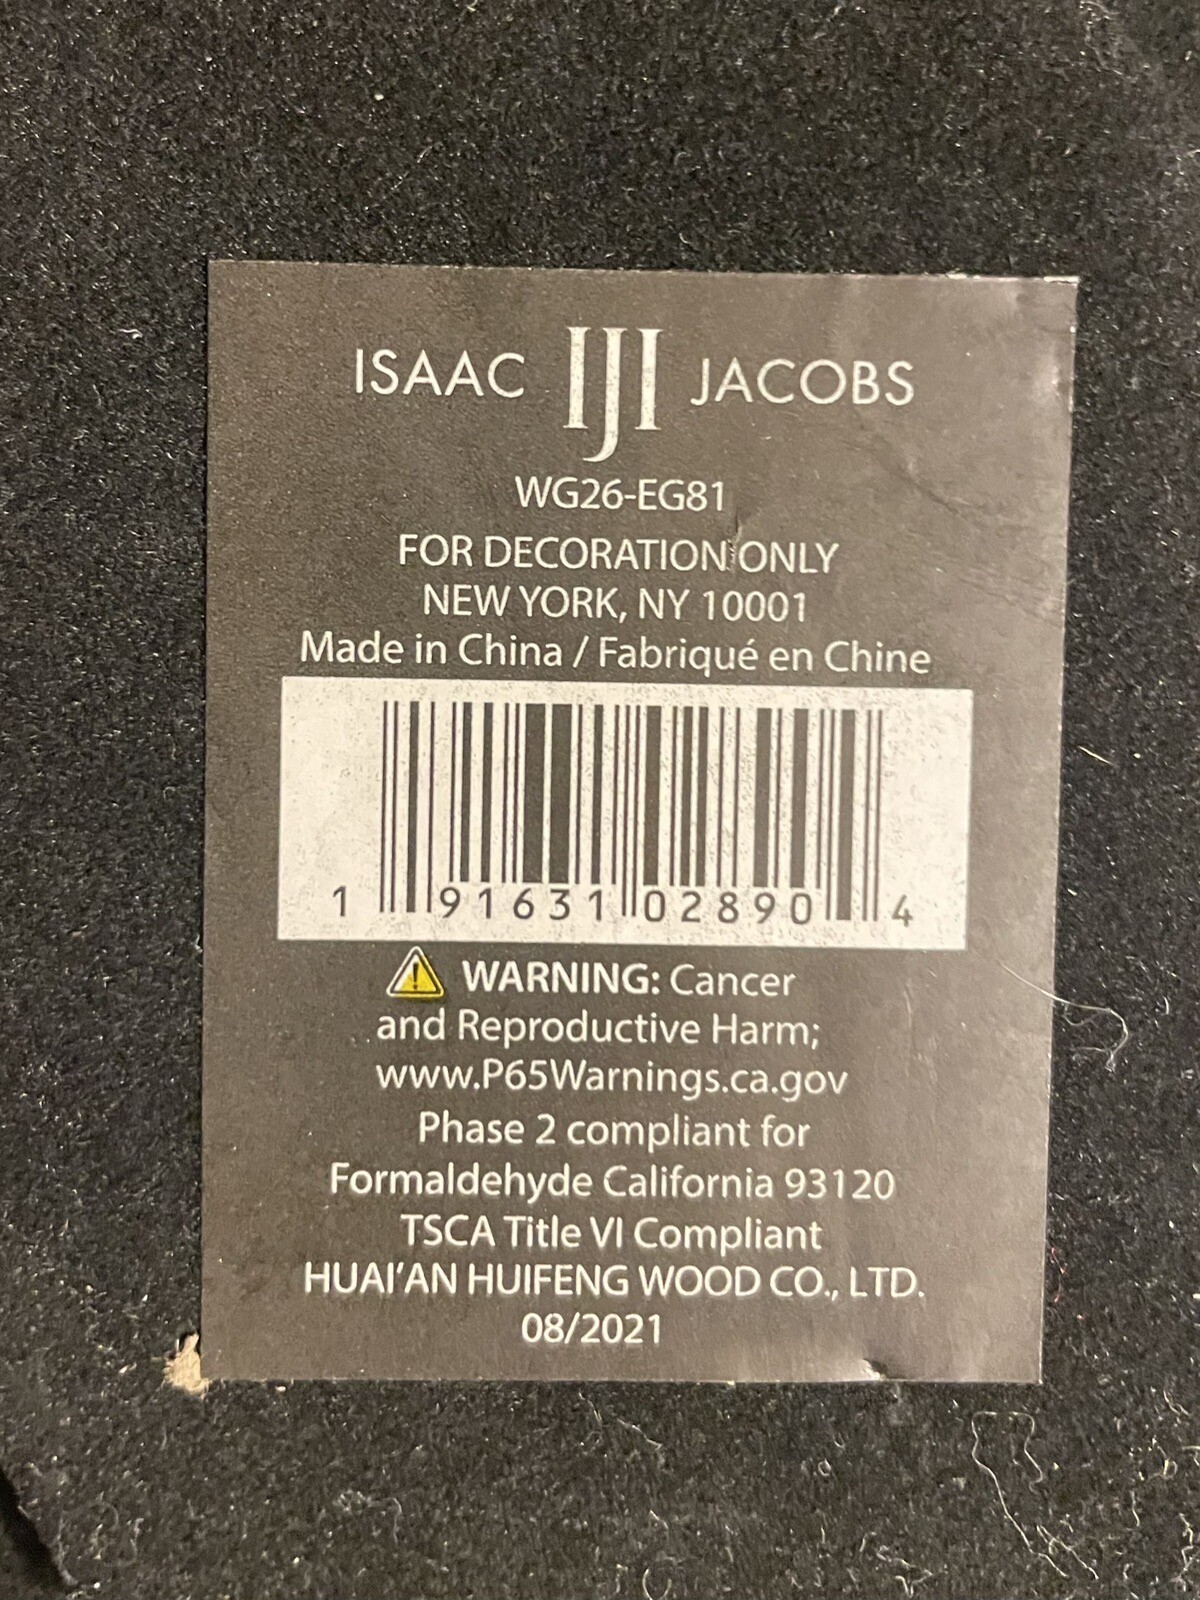 ISAAC IJI JACOBS
WG26-EG81
FOR DECORATION ONLY
NEW YORK, NY 10001
Made in China / Fabriqué en Chine
1 91631 02890 4
WARNING: Cancer
and Reproductive Harm;
www.P65Warnings.ca.gov
Phase 2 compliant for
Formaldehyde California 93120
TSCA Title VI Compliant
HUAI'AN HUIFENG WOOD CO., LTD.
08/2021